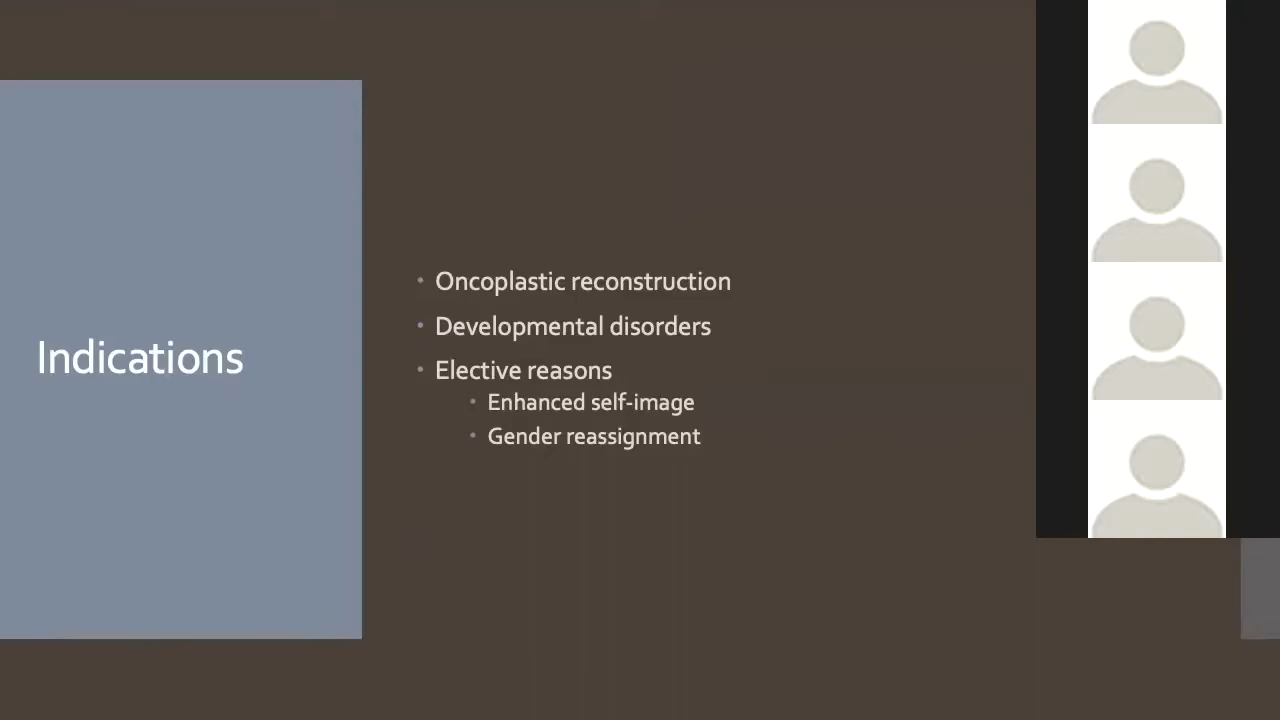 Indications
• Oncoplastic reconstruction
• Developmental disorders
• Elective reasons
• Enhanced self-image
• Gender reassignment